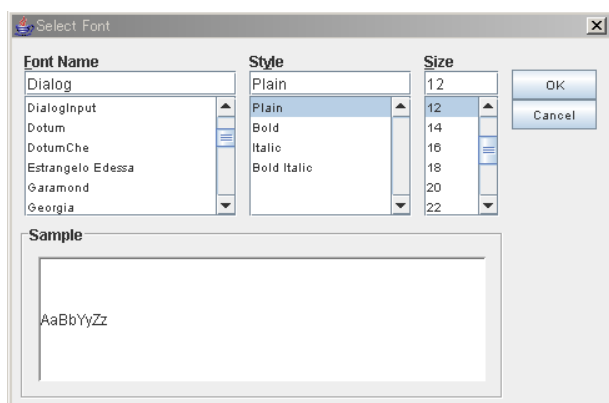 Select Font
Font Name Style Size
Dialog Plain 12 OK
DialogInput Plain 12 Cancel
Dotum Bold 14
DotumChe Italic 16
Estrangelo Edessa Bold Italic 18
Garamond 20
Georgia 22
Sample
AaBbYyZz